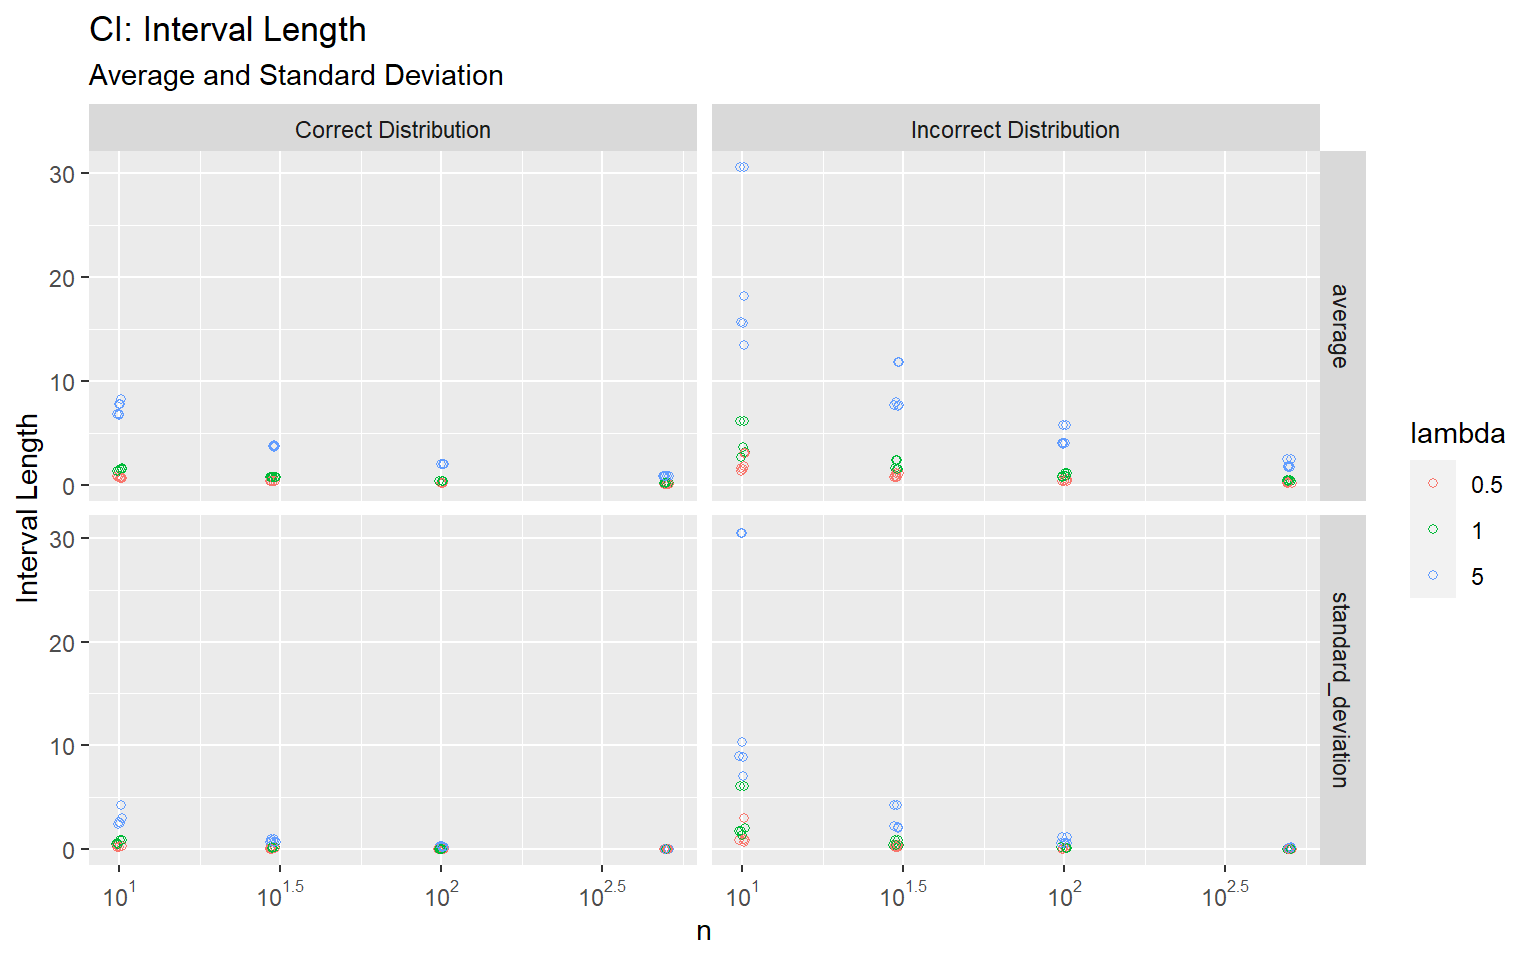 CI: Interval Length
Average and Standard Deviation
Correct Distribution
Incorrect Distribution
30
20
10
0
average
30
20
10
0
standard_deviation
Interval Length
10^1
10^1.5
10^2
10^2.5
10^1
10^1.5
10^2
10^2.5
n
lambda
0.5
1
5